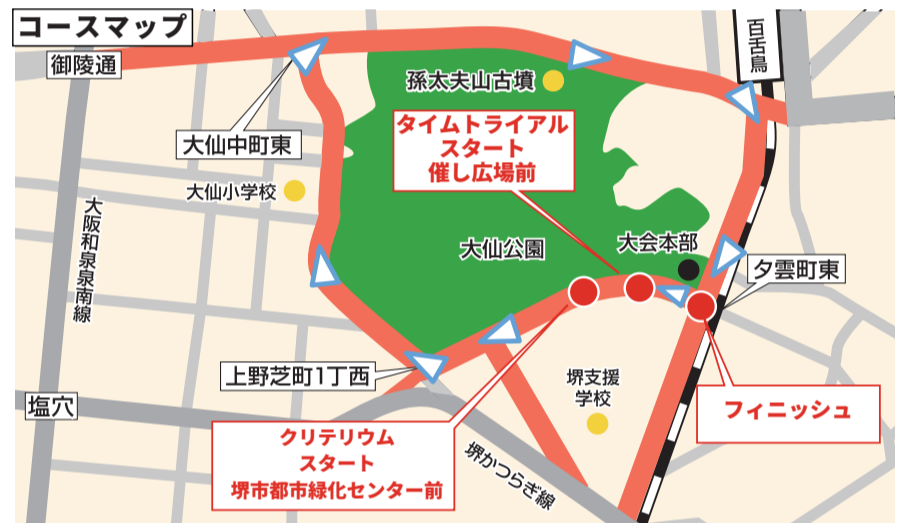 コースマップ
御陵通
百舌鳥
孫太夫山古墳
タイムトライアル
スタート
催し広場前
大仙中町東
大仙小学校
大阪和泉泉南線
大仙公園
大会本部
夕雲町東
上野芝町1丁西
堺支援
学校
塩穴
フィニッシュ
クリテリウム
スタート
堺市都市緑化センター前
堺かつらぎ線